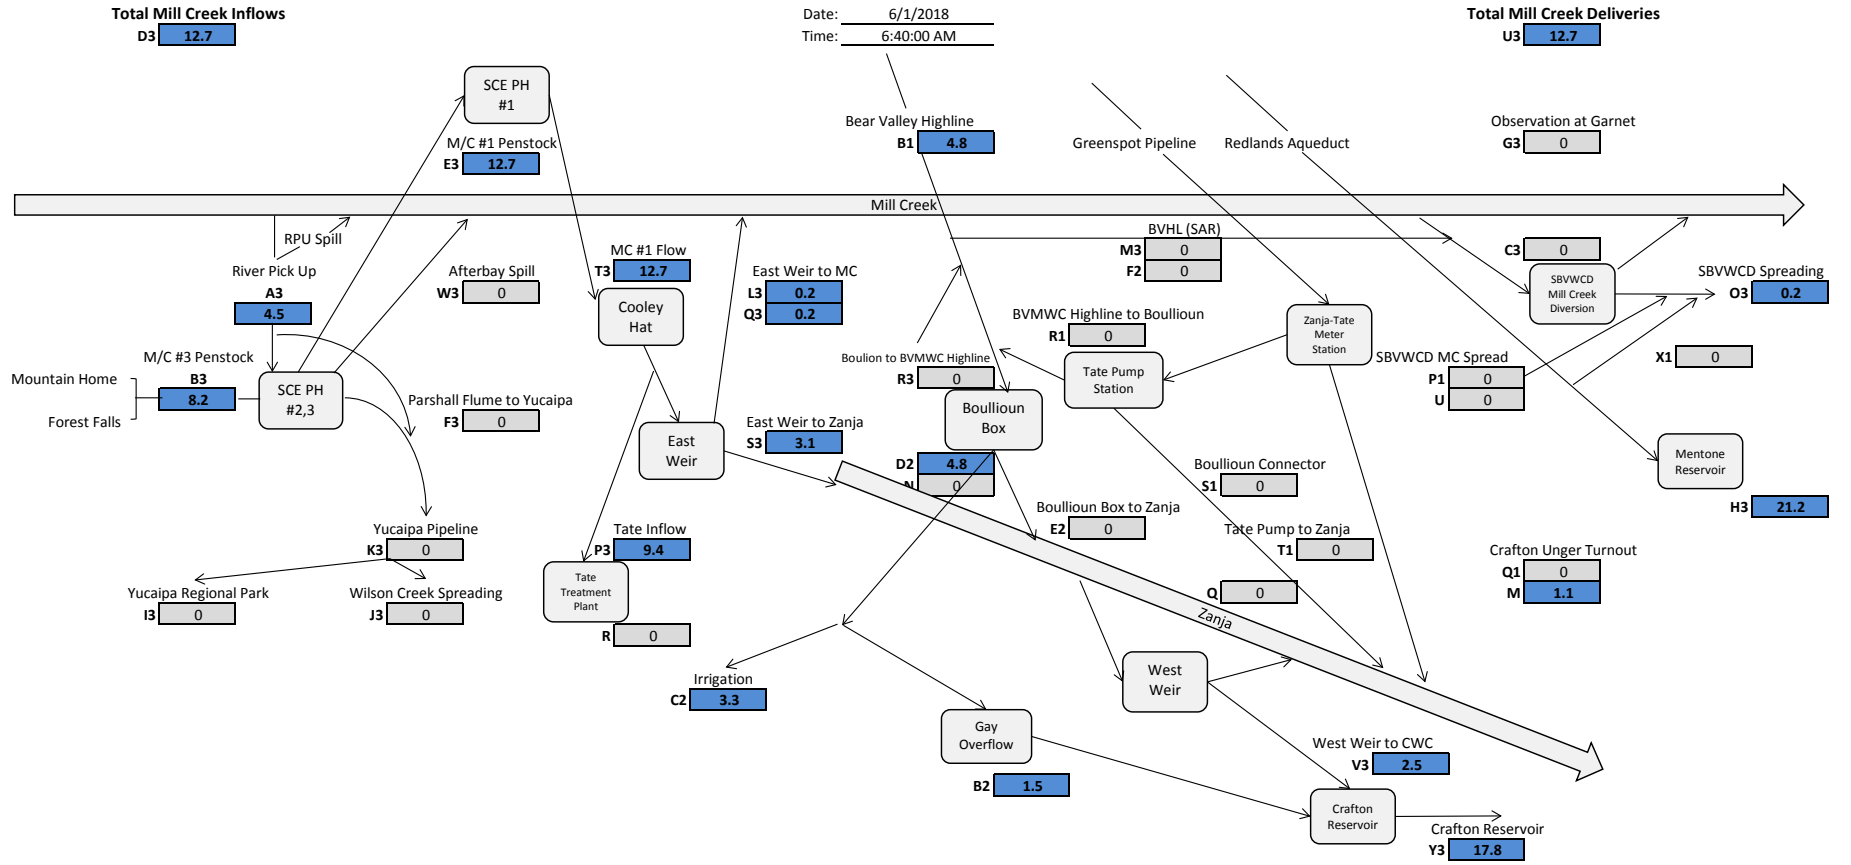 Total Mill Creek Inflows
D3 12.7
Date: 6/1/2018
Time: 6:40:00 AM
Total Mill Creek Deliveries
U3 12.7
SCE PH
#1
M/C #1 Penstock
E3 12.7
Bear Valley Highline
B1 4.8
Greenspot Pipeline
Redlands Aqueduct
Observation at Garnet
G3 0
Mill Creek
RPU Spill
River Pick Up
A3
4.5
Afterbay Spill
W3 0
MC #1 Flow
T3 12.7
Cooley
Hat
East Weir to MC
L3 0.2
Q3 0.2
BVHL (SAR)
M3 0
F2 0
C3 0
SBVWCD
Mill Creek
Diversion
SBVWCD Spreading
O3 0.2
M/C #3 Penstock
B3
8.2
Mountain Home
Forest Falls
SCE PH
#2,3
Parshall Flume to Yucaipa
F3 0
BVMWC Highline to Boullioun
R1 0
Boulion to BVMWC Highline
R3 0
Tate Pump
Station
Zanja-Tate
Meter
Station
SBVWCD MC Spread
P1 0
U 0
X1 0
East
Weir
East Weir to Zanja
S3 3.1
Boullioun
Box
D2 4.8
N 0
Boullioun Connector
S1 0
Mentone
Reservoir
H3 21.2
Yucaipa Pipeline
K3 0
Tate Inflow
P3 9.4
Boullioun Box to Zanja
E2 0
Tate Pump to Zanja
T1 0
Crafton Unger Turnout
Q1 0
M 1.1
Yucaipa Regional Park
I3 0
Wilson Creek Spreading
J3 0
Tate
Treatment
Plant
R 0
Q 0
Zanja
Irrigation
C2 3.3
West
Weir
Gay
Overflow
B2 1.5
West Weir to CWC
V3 2.5
Crafton
Reservoir
Crafton Reservoir
Y3 17.8